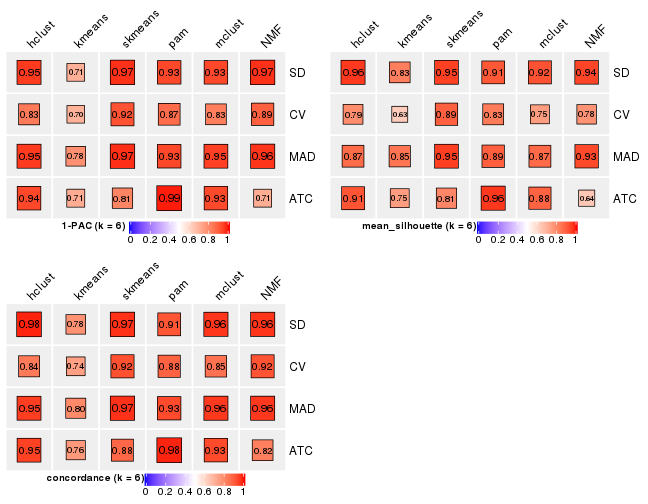 hclust kmeans skmeans pam mclust NMF
0.95 0.71 0.97 0.93 0.93 0.97 SD
0.83 0.70 0.92 0.87 0.83 0.89 CV
0.95 0.78 0.97 0.93 0.95 0.96 MAD
0.94 0.71 0.81 0.99 0.93 0.71 ATC
1-PAC (k = 6)
0 0.2 0.4 0.6 0.8 1
hclust kmeans skmeans pam mclust NMF
0.96 0.83 0.95 0.91 0.92 0.94 SD
0.79 0.63 0.89 0.83 0.75 0.78 CV
0.87 0.85 0.95 0.89 0.87 0.93 MAD
0.91 0.75 0.81 0.96 0.88 0.64 ATC
mean_silhouette (k = 6)
0 0.2 0.4 0.6 0.8 1
hclust kmeans skmeans pam mclust NMF
0.98 0.78 0.97 0.91 0.96 0.96 SD
0.84 0.74 0.92 0.88 0.85 0.92 CV
0.95 0.80 0.97 0.93 0.96 0.96 MAD
0.95 0.76 0.88 0.98 0.93 0.82 ATC
concordance (k = 6)
0 0.2 0.4 0.6 0.8 1